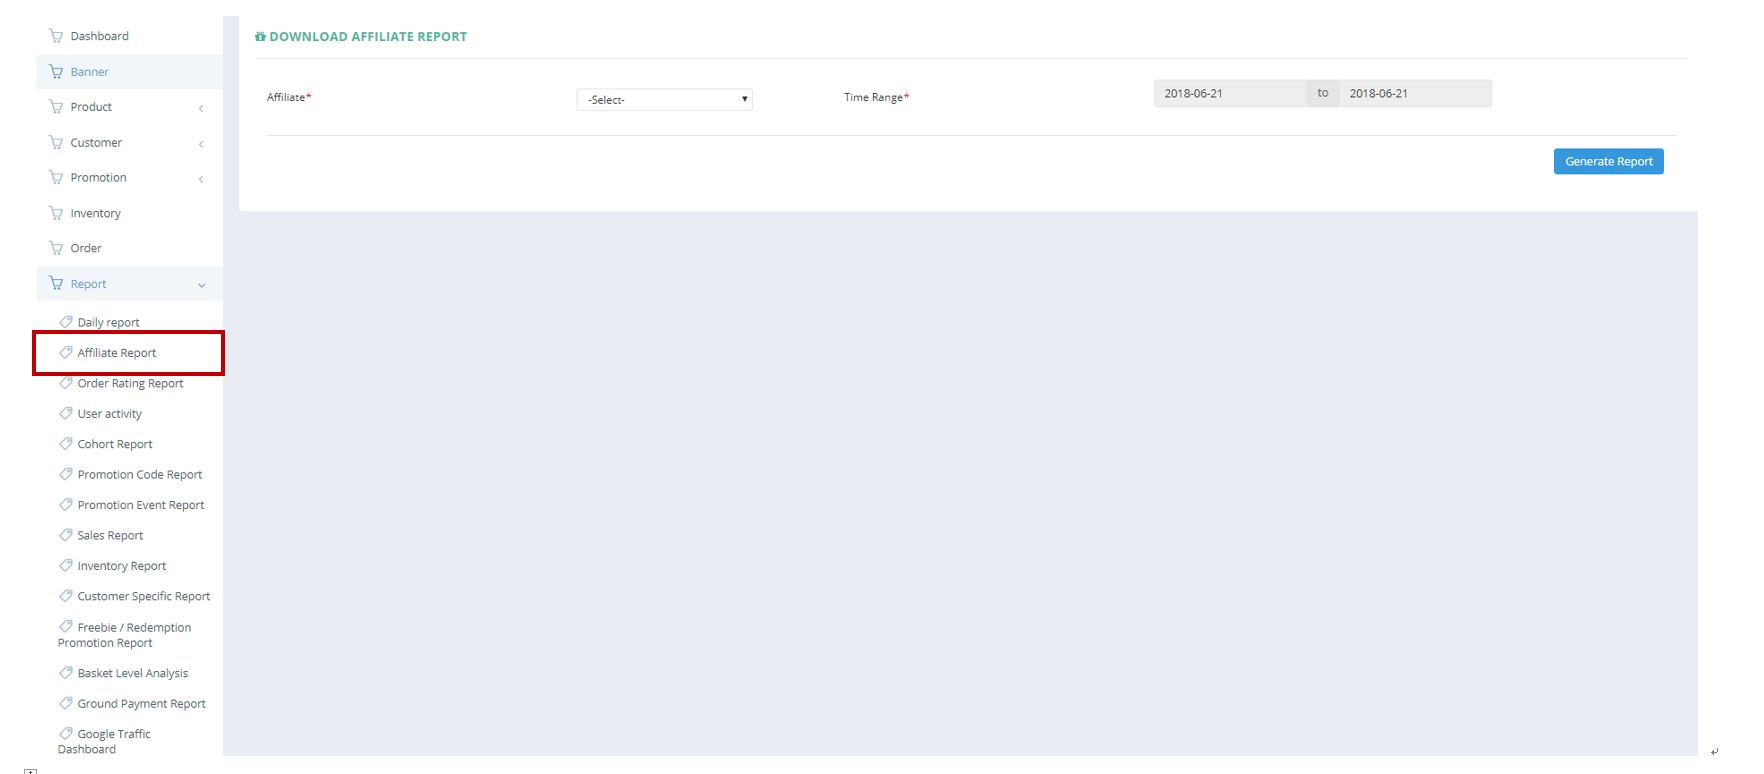 Dashboard
Banner
Product
Customer
Promotion
Inventory
Order
Report
Daily report
Affiliate Report
Order Rating Report
User activity
Cohort Report
Promotion Code Report
Promotion Event Report
Sales Report
Inventory Report
Customer Specific Report
Freebie / Redemption
Promotion Report
Basket Level Analysis
Ground Payment Report
Google Traffic
Dashboard
DOWNLOAD AFFILIATE REPORT
Affiliate* -Select- Time Range* 2018-06-21 to 2018-06-21
Generate Report